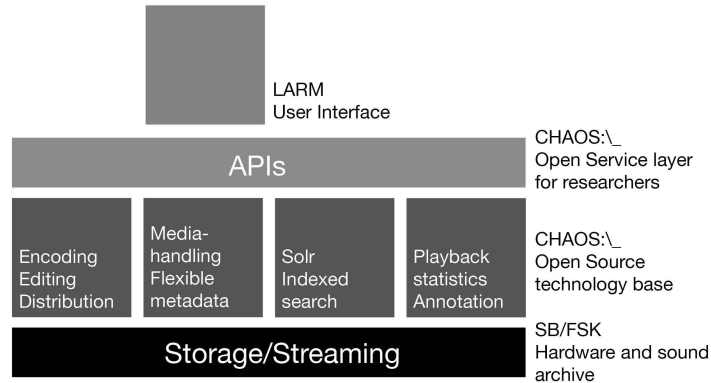 LARM
User Interface
APIs
CHAOS:\_
Open Service layer
for researchers
Encoding
Editing
Distribution
Media-
handling
Flexible
metadata
Solr
Indexed
search
Playback
statistics
Annotation
CHAOS:\_
Open Source
technology base
Storage/Streaming
SB/FSK
Hardware and sound
archive